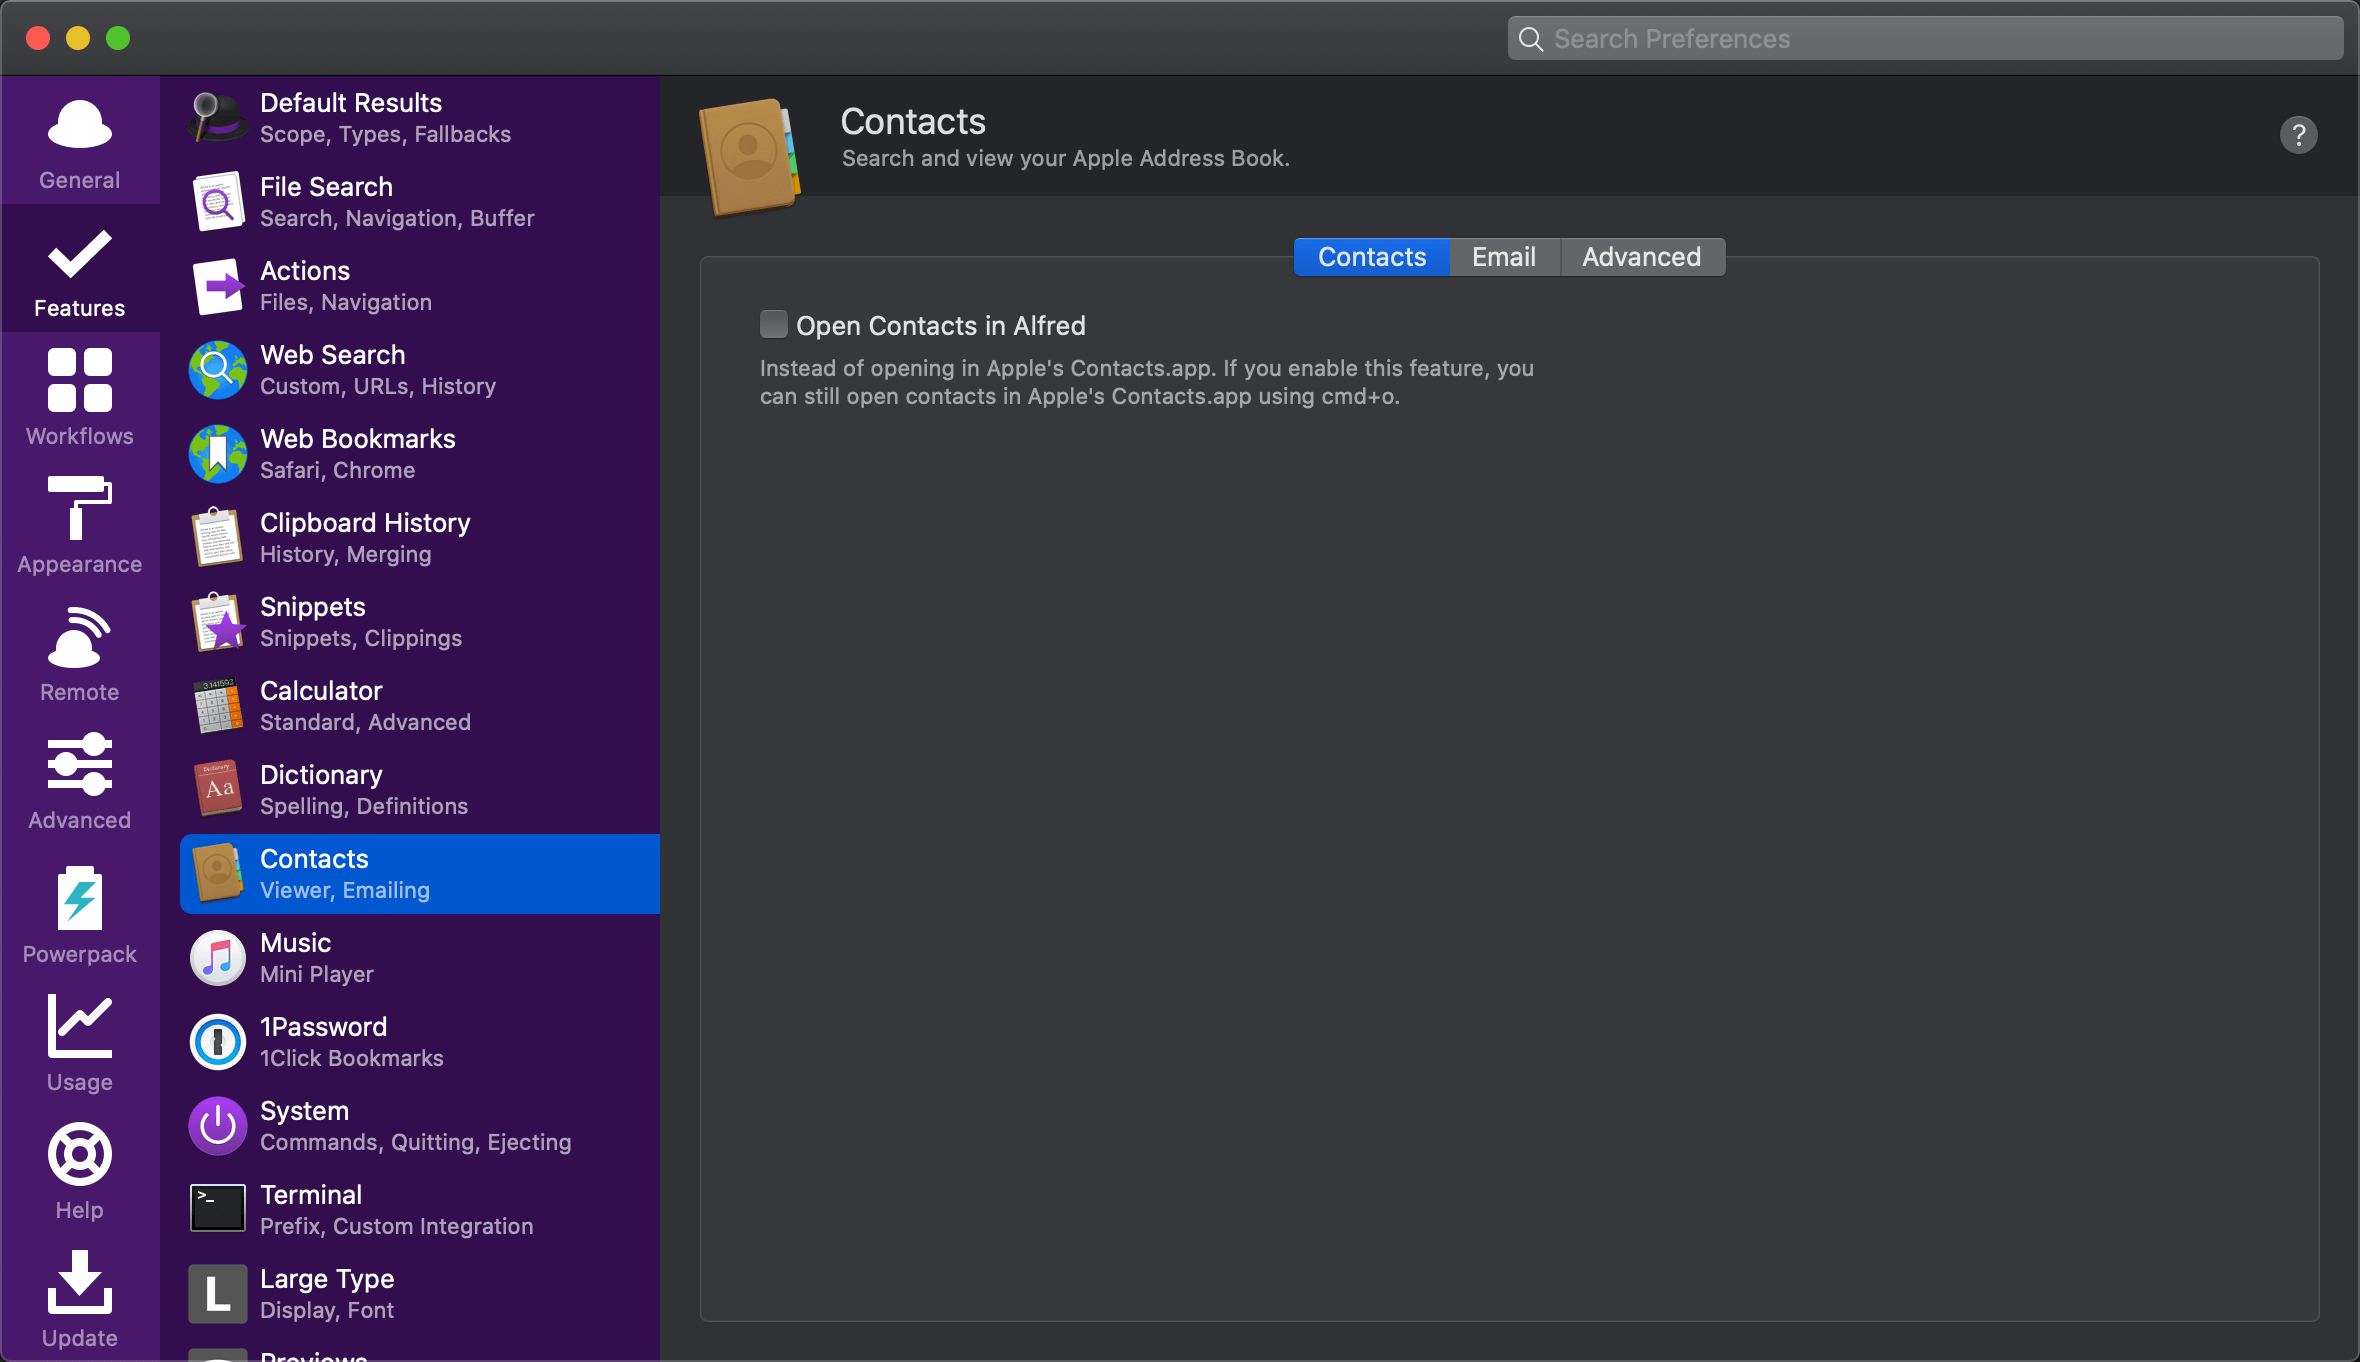 Search Preferences
General
Features
Workflows
Appearance
Remote
Advanced
Powerpack
Usage
Help
Update
Default Results
Scope, Types, Fallbacks
File Search
Search, Navigation, Buffer
Actions
Files, Navigation
Web Search
Custom, URLs, History
Web Bookmarks
Safari, Chrome
Clipboard History
History, Merging
Snippets
Snippets, Clippings
3.141593
Calculator
Standard, Advanced
Dictionary
Aa
Dictionary
Spelling, Definitions
Contacts
Viewer, Emailing
Music
Mini Player
1Password
1Click Bookmarks
System
Commands, Quitting, Ejecting
>_
Terminal
Prefix, Custom Integration
L
Large Type
Display, Font
Previews
Contacts
Search and view your Apple Address Book.
?
Contacts
Email
Advanced
Open Contacts in Alfred
Instead of opening in Apple's Contacts.app. If you enable this feature, you
can still open contacts in Apple's Contacts.app using cmd+o.